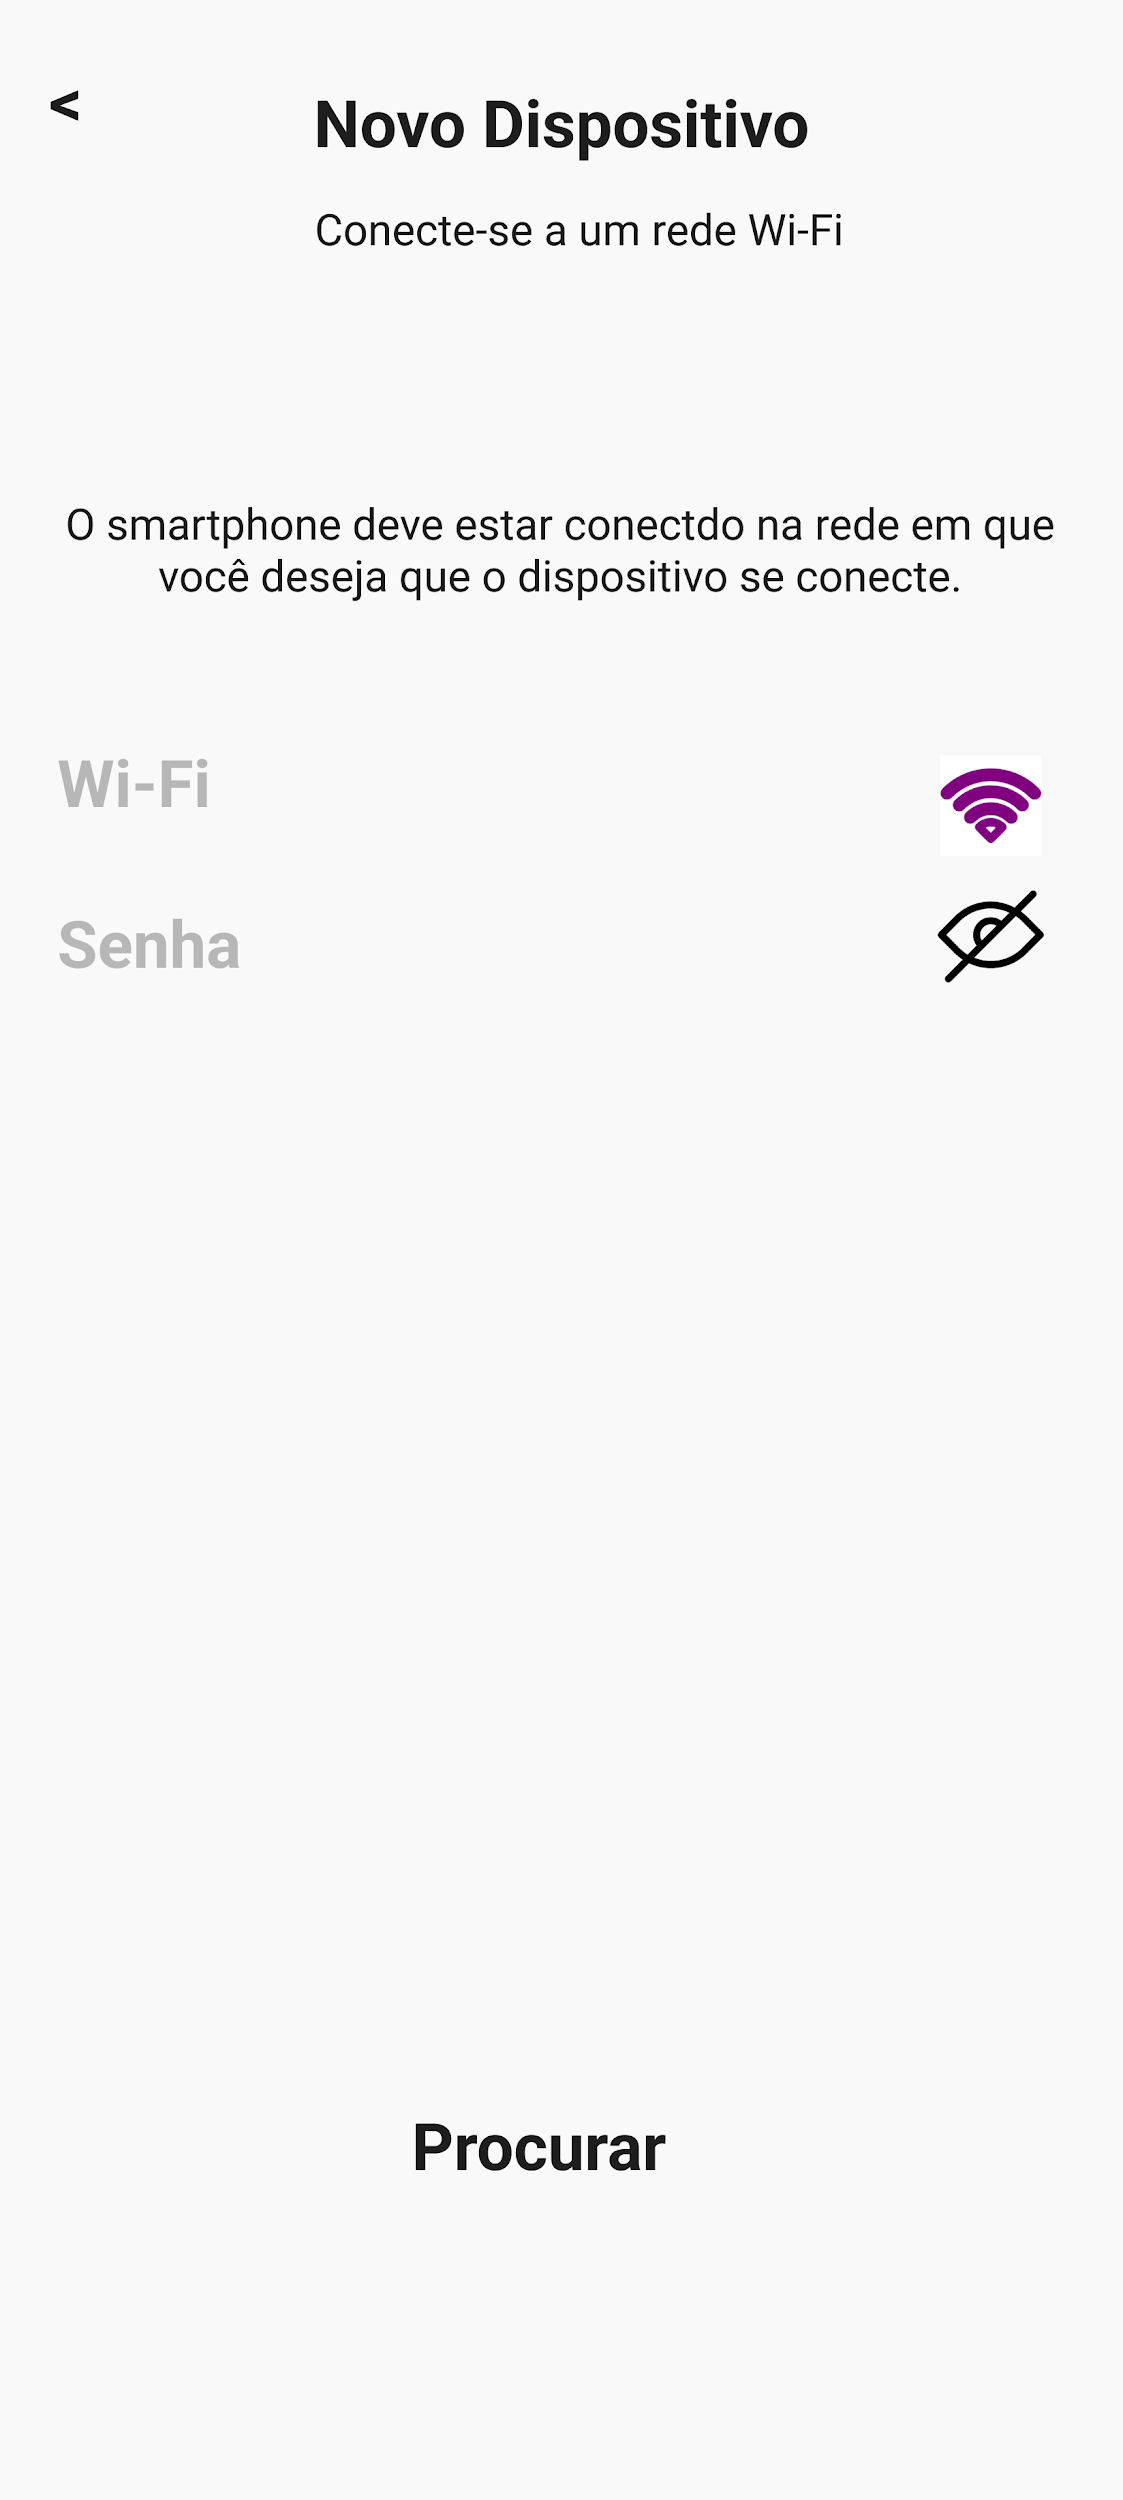 <
Novo Dispositivo
Conecte-se a um rede Wi-Fi
O smartphone deve estar conectdo na rede em que
você deseja que o dispositivo se conecte.
Wi-Fi
Senha
Procurar